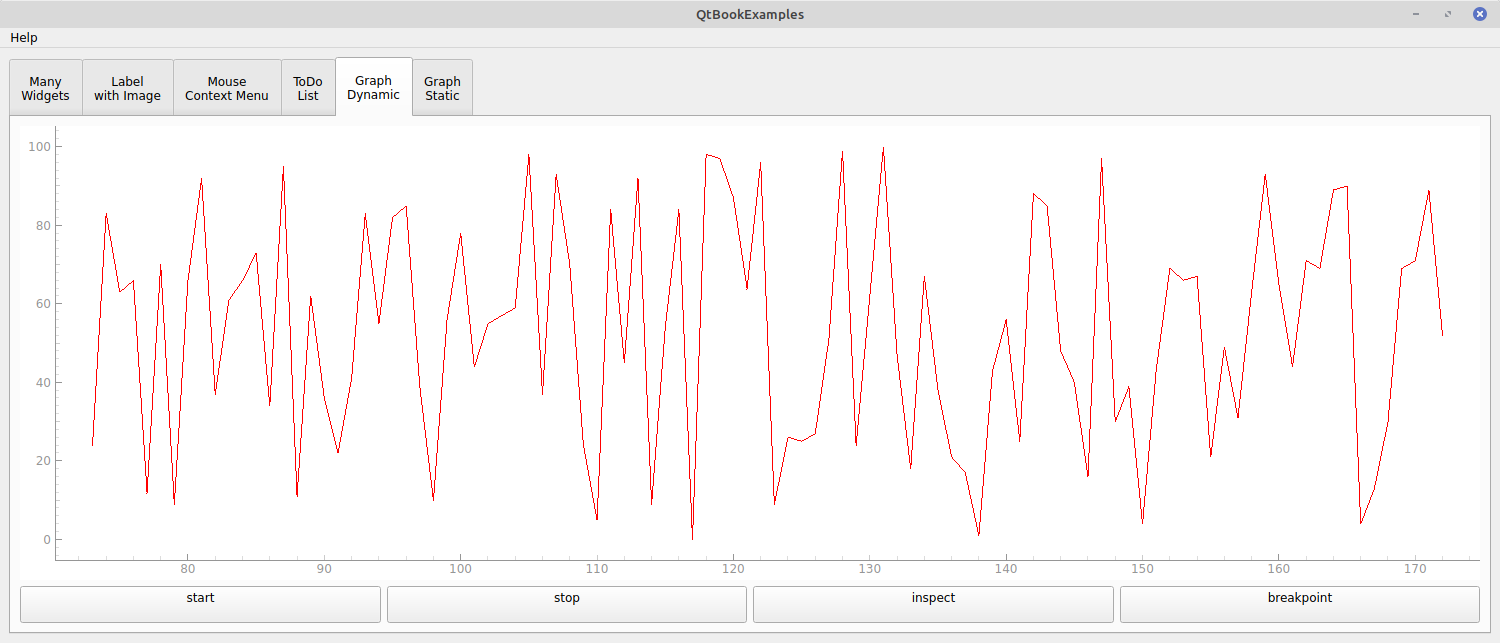 QtBookExamples
Help
Many
Widgets
Label
with Image
Mouse
Context Menu
ToDo
List
Graph
Dynamic
Graph
Static
100
80
60
40
20
0
80 90 100 110 120 130 140 150 160 170
start stop inspect breakpoint